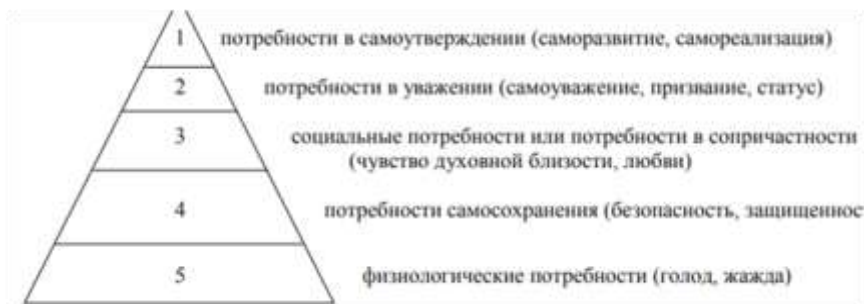 1 потребности в самоутверждении (саморазвитие, самореализация)
2 потребности в уважении (самоуважение, призвание, статус)
3 социальные потребности или потребности в сопричастности
(чувство духовной близости, любви)
4 потребности самосохранения (безопасность, защищеннос
5 физиологические потребности (голод, жажда)